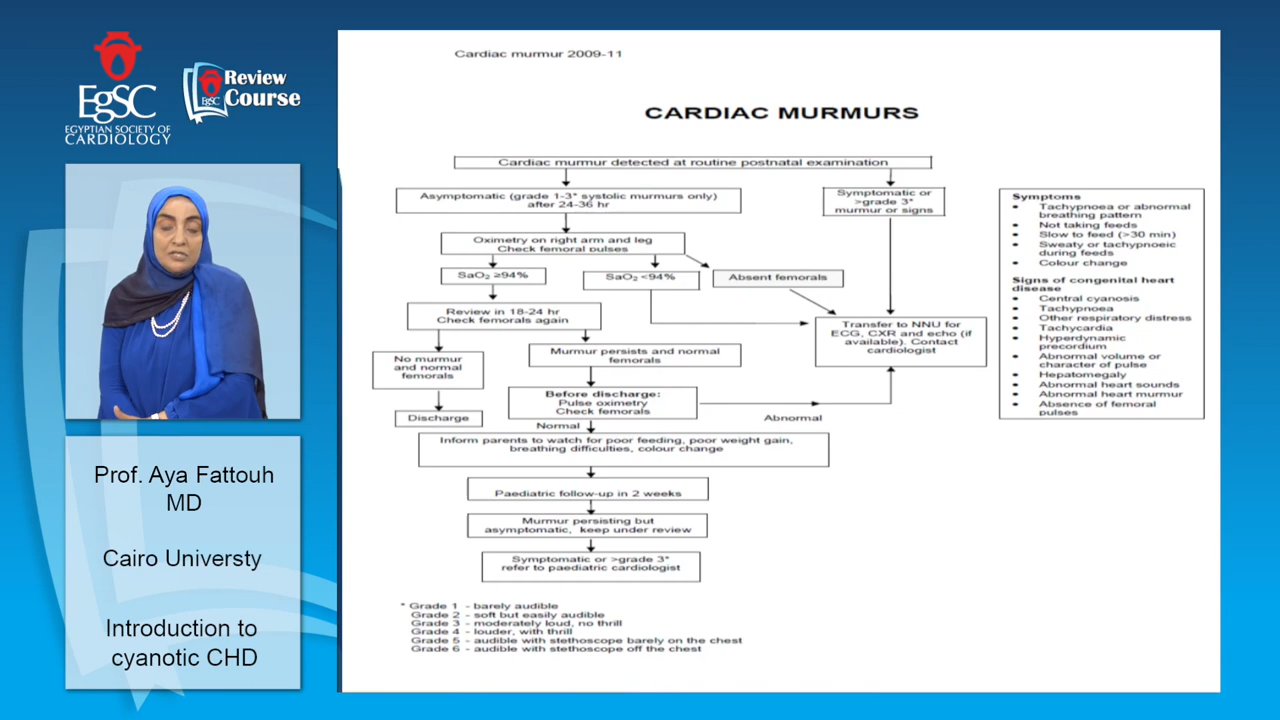 EgSC
EGYPTIAN SOCIETY OF
CARDIOLOGY
Review
Course
EgSC
Prof. Aya Fattouh
MD
Cairo Universty
Introduction to
cyanotic CHD
Cardiac murmur 2009-11
CARDIAC MURMURS
Cardiac murmur detected at routine postnatal examination
Asymptomatic (grade 1-3* systolic murmurs only)
after 24-36 hr
Symptomatic or
>grade 3*
murmur or signs
Oximetry on right arm and leg
Check femoral pulses
SaO2 ≥94%
SaO2 <94%
Absent femorals
Review in 18-24 hr
Check femorals again
Transfer to NNU for
ECG, CXR and echo (if
available). Contact
cardiologist
No murmur
and normal
femorals
Murmur persists and normal
femorals
Discharge
Before discharge:
Pulse oximetry
Check femorals
Abnormal
Normal
Inform parents to watch for poor feeding, poor weight gain,
breathing difficulties, colour change
Paediatric follow-up in 2 weeks
Murmur persisting but
asymptomatic, keep under review
Symptomatic or >grade 3*
refer to paediatric cardiologist
* Grade 1 - barely audible
Grade 2 - soft but easily audible
Grade 3 - moderately loud, no thrill
Grade 4 - louder, with thrill
Grade 5 - audible with stethoscope barely on the chest
Grade 6 - audible with stethoscope off the chest
Symptoms
• Tachypnoea or abnormal
breathing pattern
• Not taking feeds
• Slow to feed (>30 min)
• Sweaty or tachypnoeic
during feeds
• Colour change
Signs of congenital heart
disease
• Central cyanosis
• Tachypnoea
• Other respiratory distress
• Tachycardia
• Hyperdynamic
precordium
• Abnormal volume or
character of pulse
• Hepatomegaly
• Abnormal heart sounds
• Abnormal heart murmur
• Absence of femoral
pulses